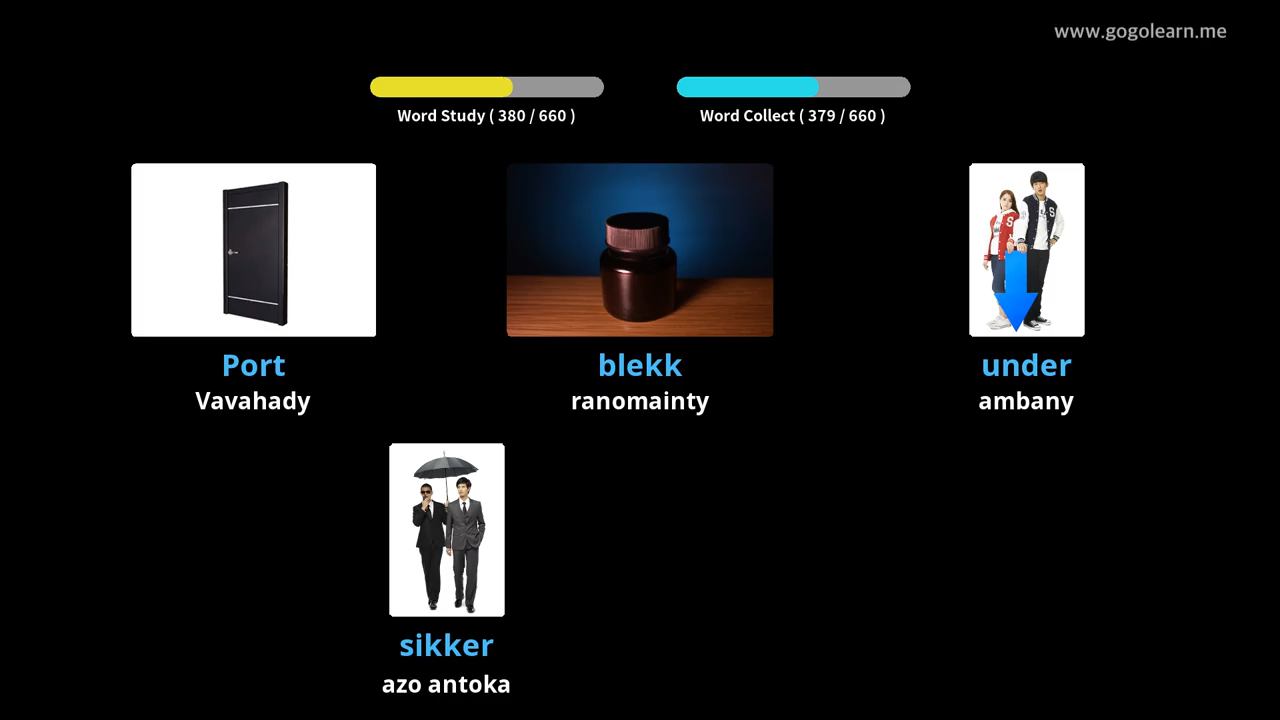 www.gogolearn.me
Word Study ( 380 / 660 )
Word Collect ( 379 / 660 )
Port
Vavahady
blekk
ranomainty
under
ambany
sikker
azo antoka